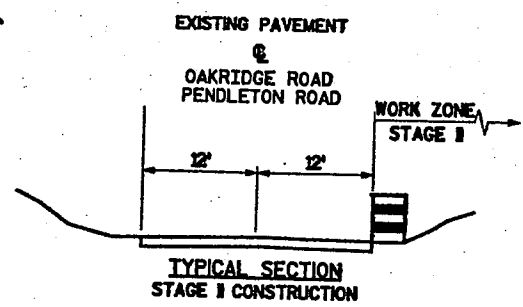 EXISTING PAVEMENT
℄
OAKRIDGE ROAD
PENDLETON ROAD
WORK ZONE
STAGE II
12' 12'
TYPICAL SECTION
STAGE II CONSTRUCTION